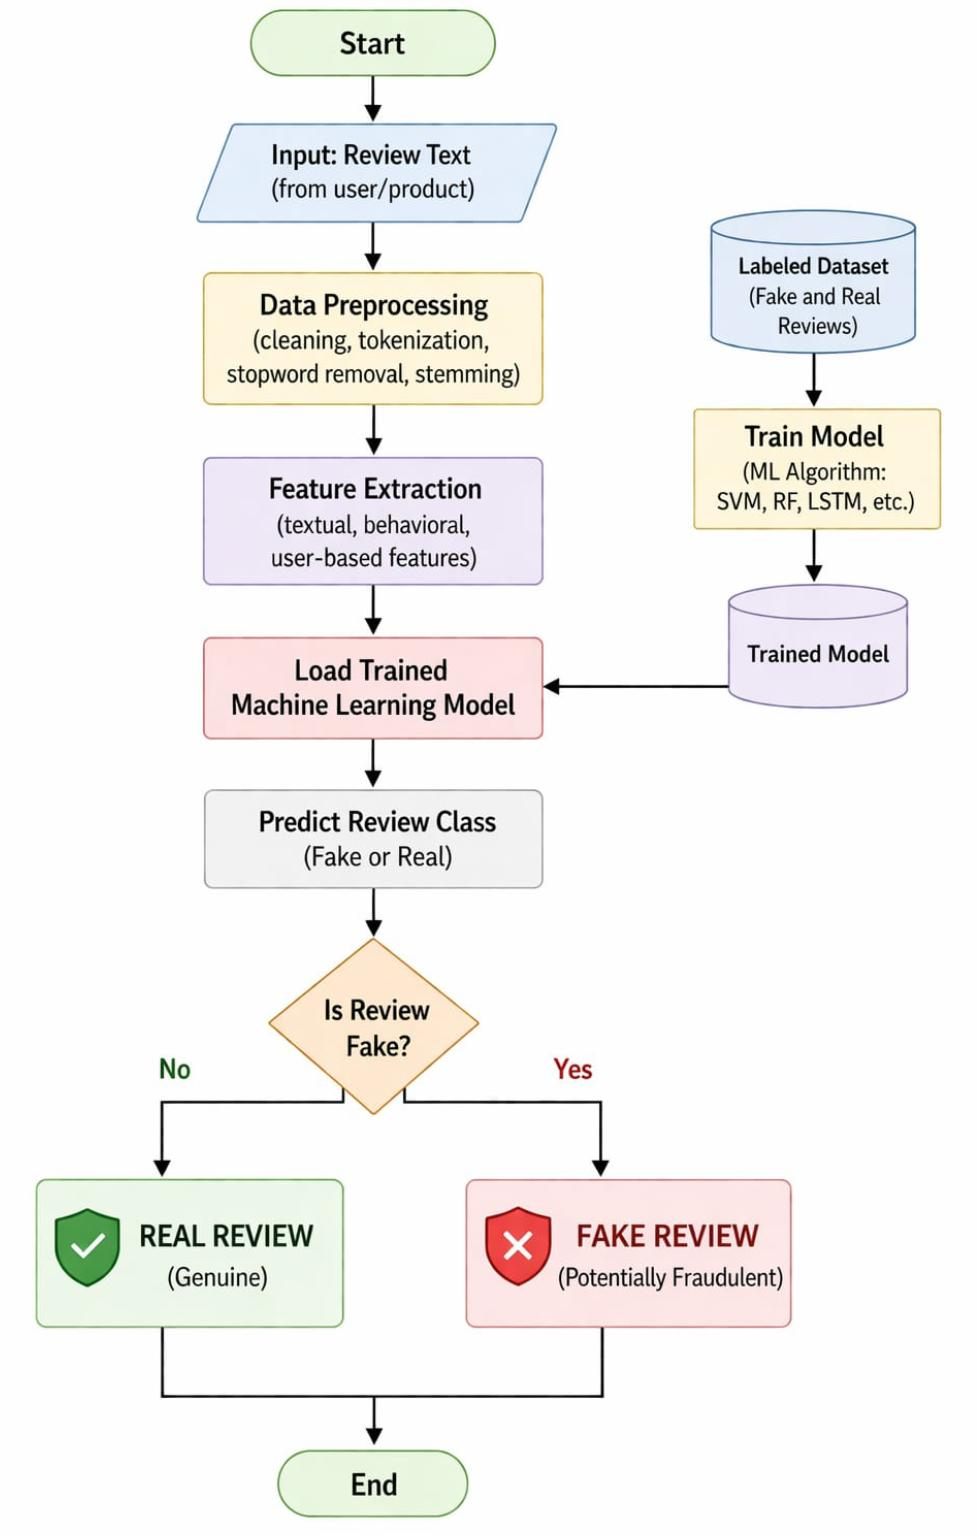 Start
Input: Review Text
(from user/product)
Data Preprocessing
(cleaning, tokenization,
stopword removal, stemming)
Feature Extraction
(textual, behavioral,
user-based features)
Load Trained
Machine Learning Model
Labeled Dataset
(Fake and Real
Reviews)
Train Model
(ML Algorithm:
SVM, RF, LSTM, etc.)
Trained Model
Predict Review Class
(Fake or Real)
Is Review
Fake?
No
Yes
REAL REVIEW
(Genuine)
FAKE REVIEW
(Potentially Fraudulent)
End